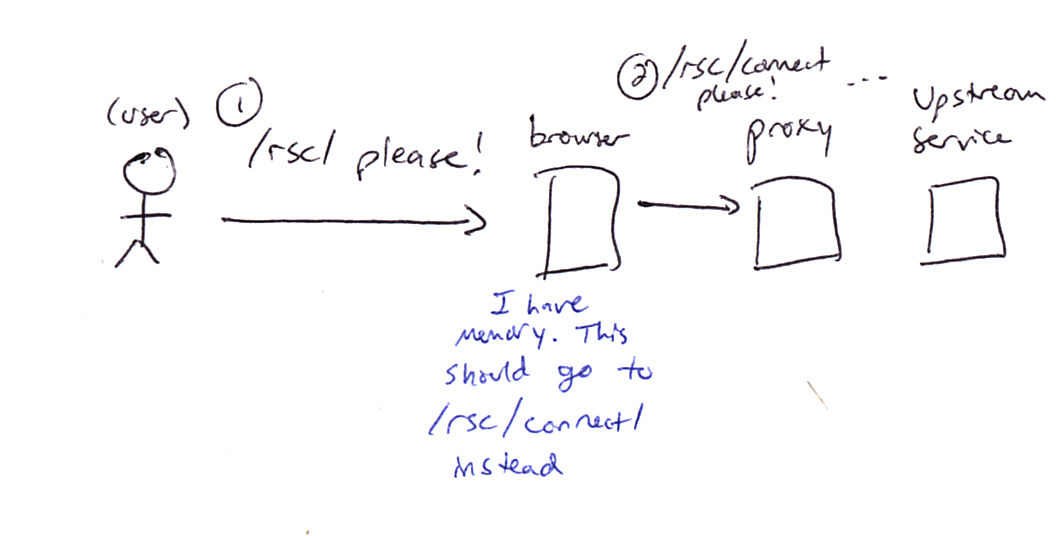 (user)
①
/rsc/ please!
browser
② /rsc/connect
please!
...
proxy
Upstream
service
I have
memory. This
should go to
/rsc/connect/
instead